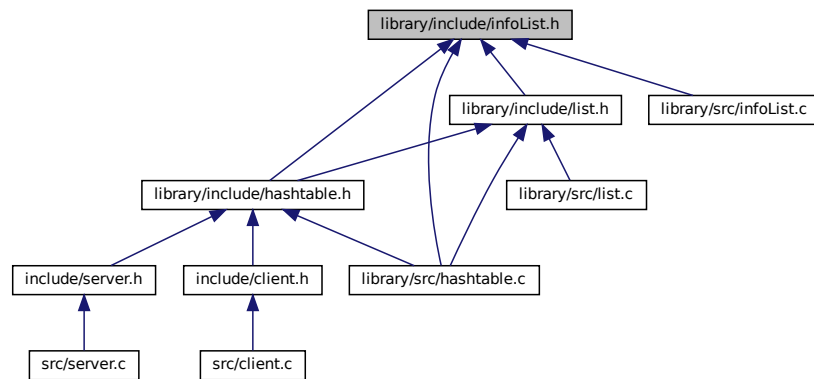 library/include/infoList.h
library/include/list.h
library/src/infoList.c
library/include/hashtable.h
library/src/list.c
include/server.h
include/client.h
library/src/hashtable.c
src/server.c
src/client.c